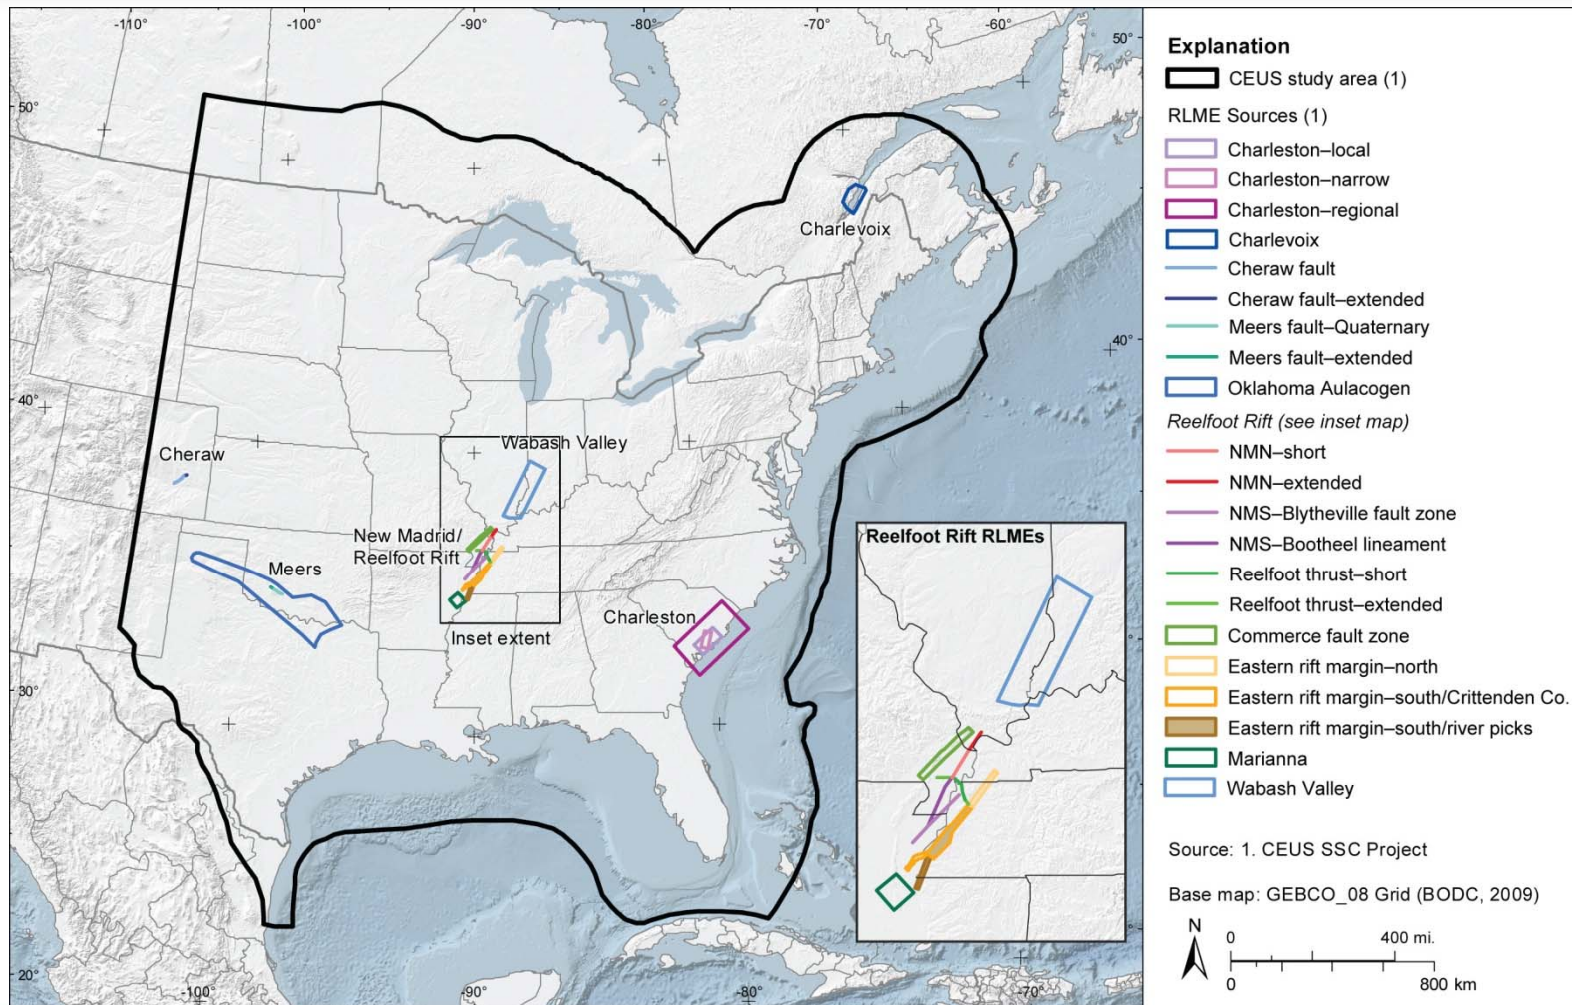 -110°
-100°
-90°
-80°
-70°
-60°
50°
50°
40°
40°
30°
30°
20°
20°
-100°
-90°
-80°
-70°
Charlevoix
Cheraw
Wabash Valley
New Madrid/
Reelfoot Rift
Meers
Charleston
Inset extent
Reelfoot Rift RLMEs
Explanation
CEUS study area (1)
RLME Sources (1)
Charleston–local
Charleston–narrow
Charleston–regional
Charlevoix
Cheraw fault
Cheraw fault–extended
Meers fault–Quaternary
Meers fault–extended
Oklahoma Aulacogen
Reelfoot Rift (see inset map)
NMN–short
NMN–extended
NMS–Blytheville fault zone
NMS–Bootheel lineament
Reelfoot thrust–short
Reelfoot thrust–extended
Commerce fault zone
Eastern rift margin–north
Eastern rift margin–south/Crittenden Co.
Eastern rift margin–south/river picks
Marianna
Wabash Valley
Source: 1. CEUS SSC Project
Base map: GEBCO_08 Grid (BODC, 2009)
N
0 400 mi.
0 800 km